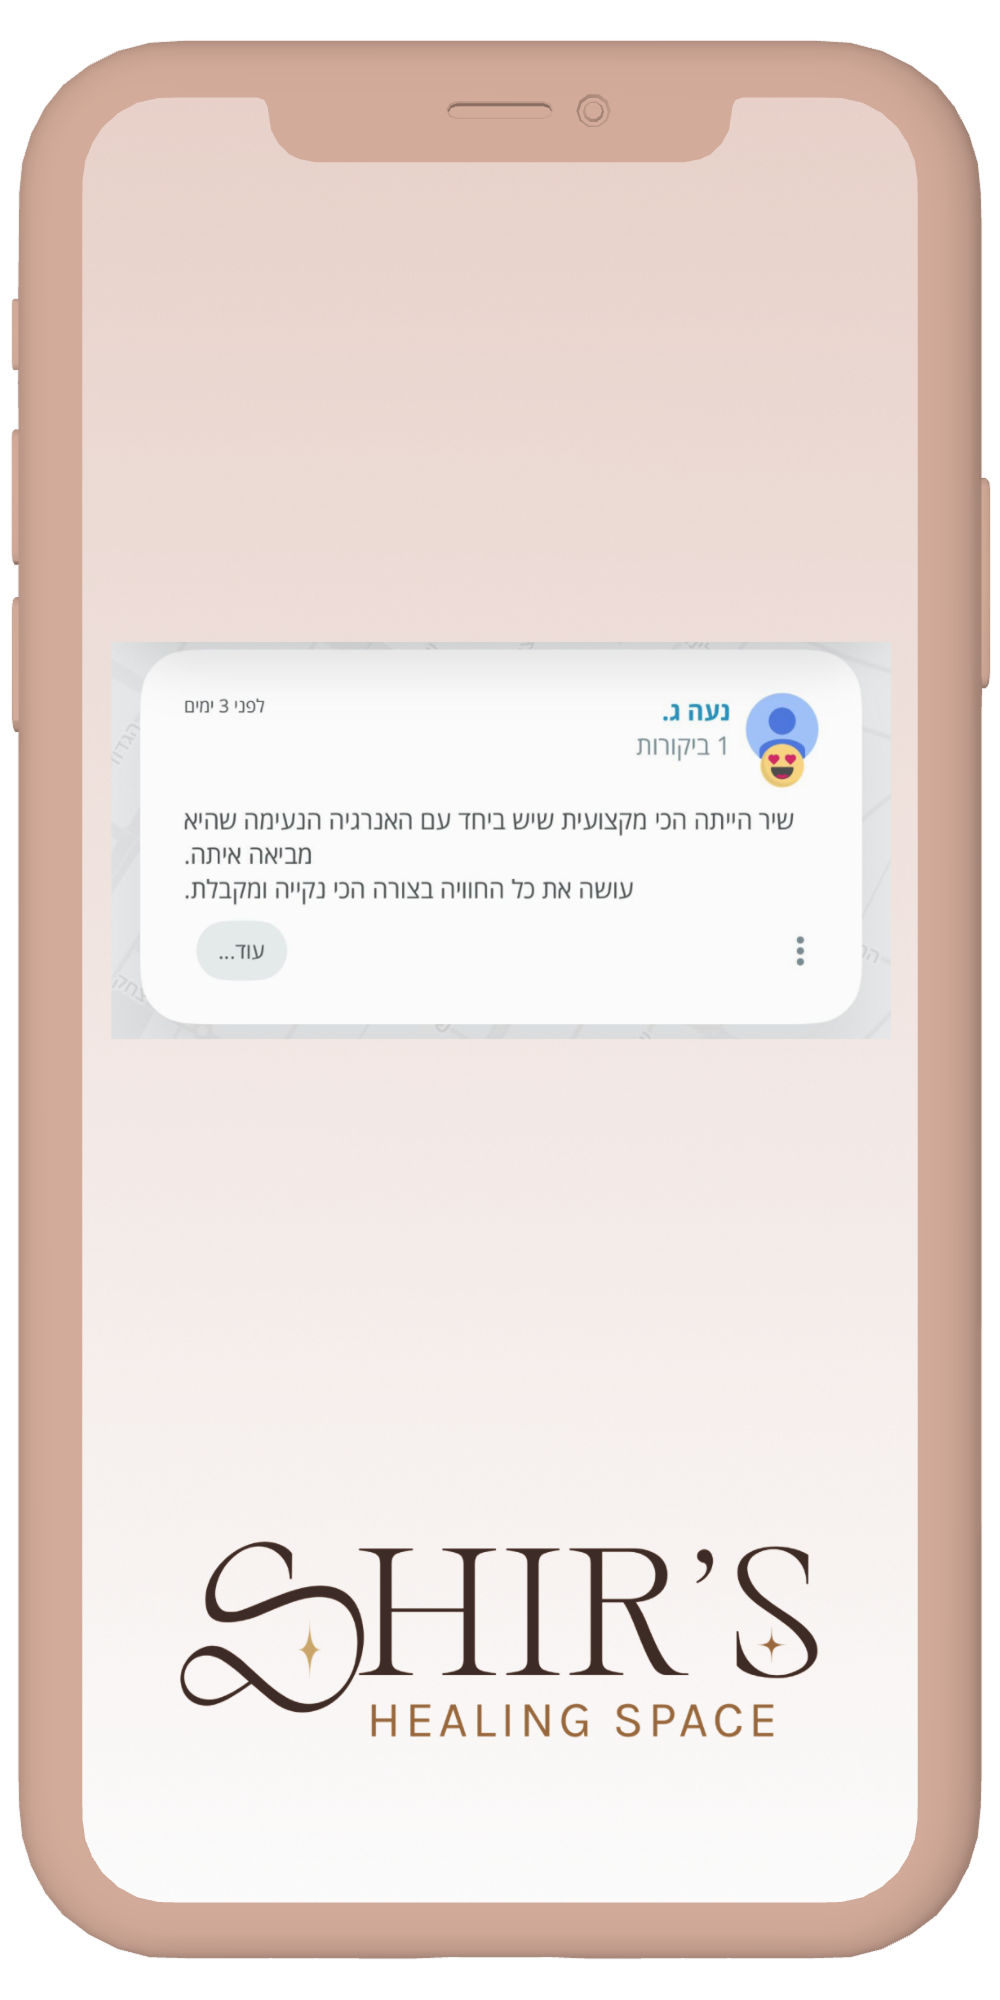 נעה ג.
לפני 3 ימים
1 ביקורות
שיר הייתה הכי מקצועית שיש ביחד עם האנרגיה הנעימה שהיא
מביאה איתה.
עושה את כל החוויה בצורה הכי נקייה ומקבלת.
עוד...
SHIR'S
HEALING SPACE